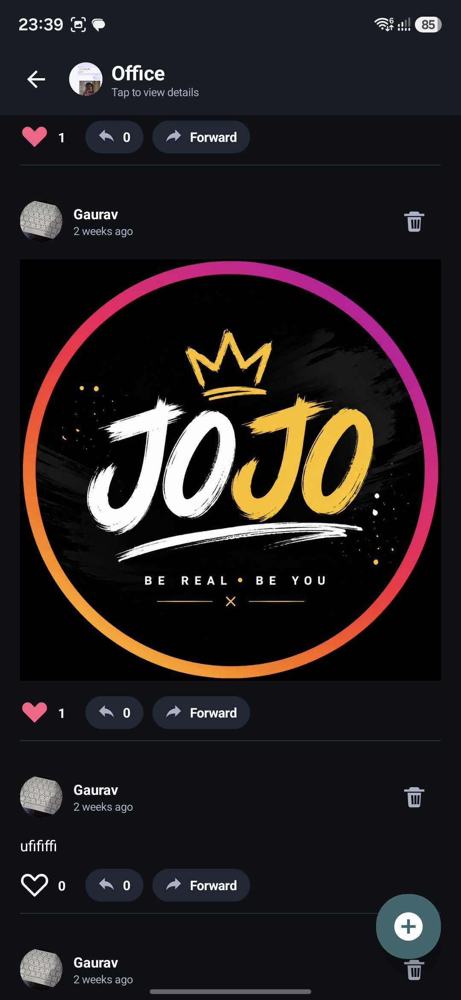 23:39
6
85
Office
Tap to view details
1
0
Forward
Gaurav
2 weeks ago
JOJO
BE REAL • BE YOU
1
0
Forward
Gaurav
2 weeks ago
ufififfi
0
0
Forward
Gaurav
2 weeks ago